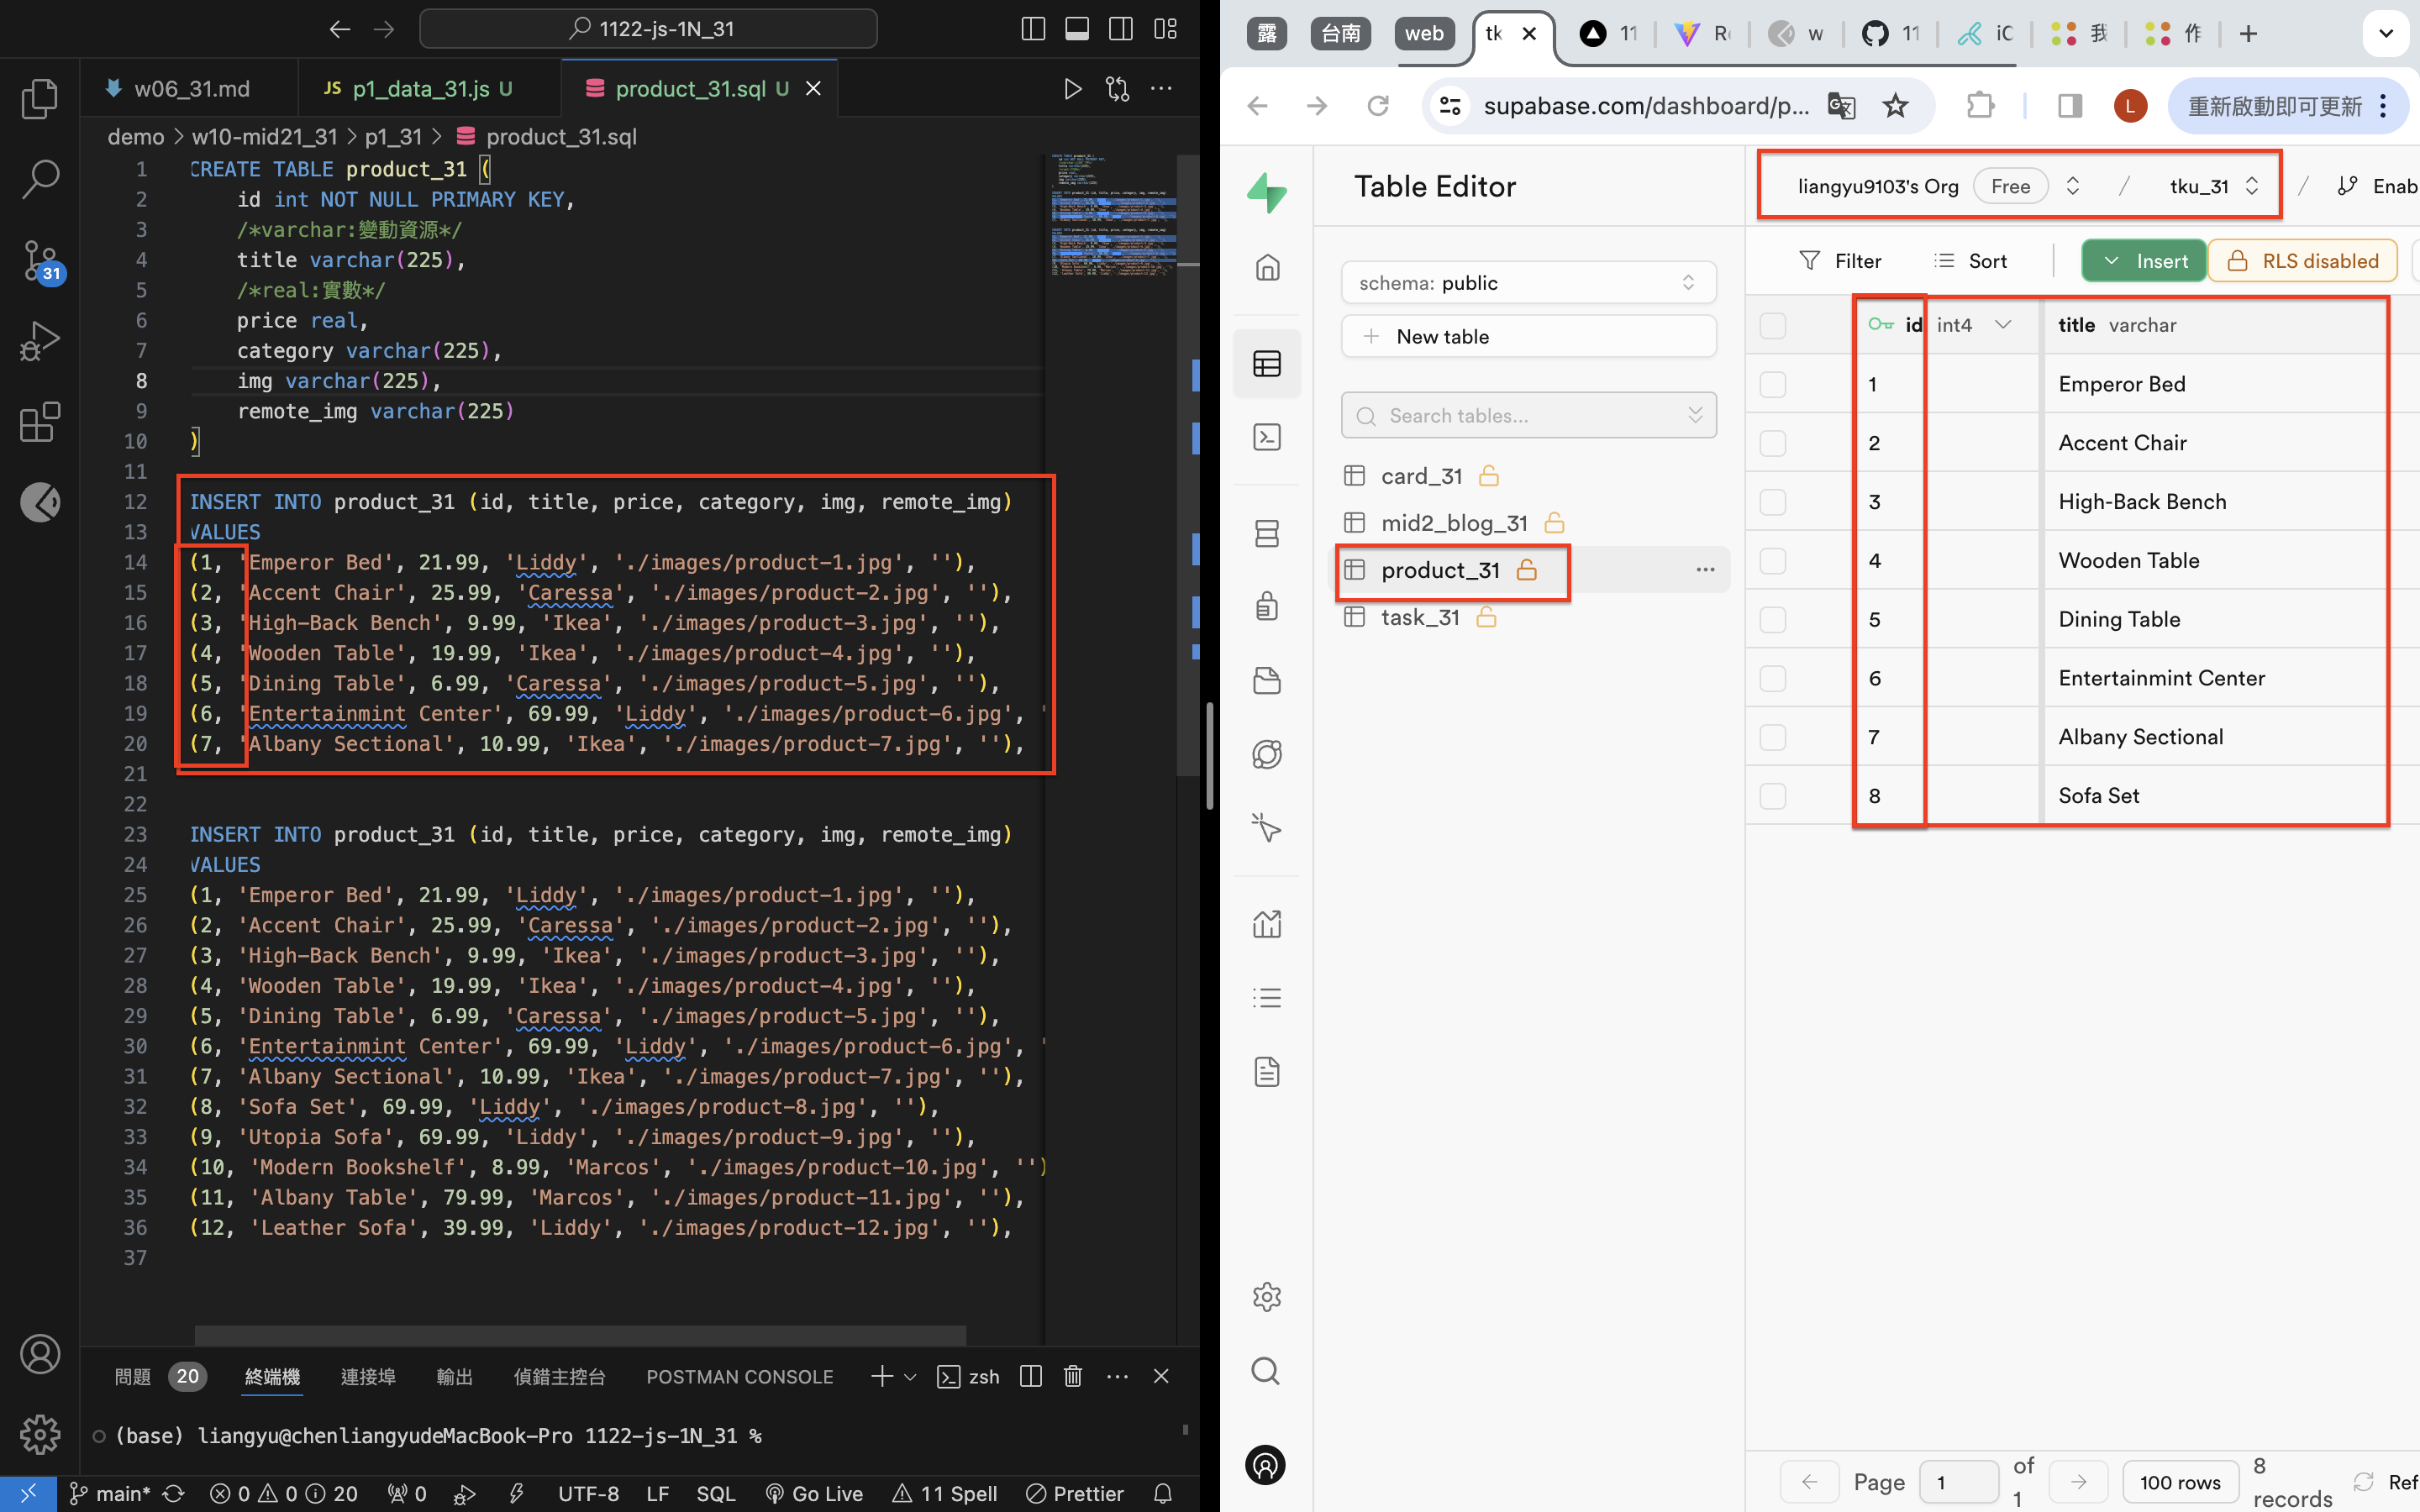 1122-js-1N_31
w06_31.md
JS p1_data_31.js U
product_31.sql U
demo > w10-mid21_31 > p1_31 > product_31.sql
1 CREATE TABLE product_31 (
2 id int NOT NULL PRIMARY KEY,
3 /*varchar:變動資源*/
4 title varchar(225),
5 /*real:實數*/
6 price real,
7 category varchar(225),
8 img varchar(225),
9 remote_img varchar(225)
10 )
11
12 INSERT INTO product_31 (id, title, price, category, img, remote_img)
13 VALUES
14 (1, 'Emperor Bed', 21.99, 'Liddy', './images/product-1.jpg', ''),
15 (2, 'Accent Chair', 25.99, 'Caressa', './images/product-2.jpg', ''),
16 (3, 'High-Back Bench', 9.99, 'Ikea', './images/product-3.jpg', ''),
17 (4, 'Wooden Table', 19.99, 'Ikea', './images/product-4.jpg', ''),
18 (5, 'Dining Table', 6.99, 'Caressa', './images/product-5.jpg', ''),
19 (6, 'Entertainmint Center', 69.99, 'Liddy', './images/product-6.jpg', '
20 (7, 'Albany Sectional', 10.99, 'Ikea', './images/product-7.jpg', ''),
21
22
23 INSERT INTO product_31 (id, title, price, category, img, remote_img)
24 VALUES
25 (1, 'Emperor Bed', 21.99, 'Liddy', './images/product-1.jpg', ''),
26 (2, 'Accent Chair', 25.99, 'Caressa', './images/product-2.jpg', ''),
27 (3, 'High-Back Bench', 9.99, 'Ikea', './images/product-3.jpg', ''),
28 (4, 'Wooden Table', 19.99, 'Ikea', './images/product-4.jpg', ''),
29 (5, 'Dining Table', 6.99, 'Caressa', './images/product-5.jpg', ''),
30 (6, 'Entertainmint Center', 69.99, 'Liddy', './images/product-6.jpg', '
31 (7, 'Albany Sectional', 10.99, 'Ikea', './images/product-7.jpg', ''),
32 (8, 'Sofa Set', 69.99, 'Liddy', './images/product-8.jpg', ''),
33 (9, 'Utopia Sofa', 69.99, 'Liddy', './images/product-9.jpg', ''),
34 (10, 'Modern Bookshelf', 8.99, 'Marcos', './images/product-10.jpg', '')
35 (11, 'Albany Table', 79.99, 'Marcos', './images/product-11.jpg', ''),
36 (12, 'Leather Sofa', 39.99, 'Liddy', './images/product-12.jpg', ''),
37
31
問題 20 終端機 連接埠 輸出 偵錯主控台 POSTMAN CONSOLE zsh
(base) liangyu@chenliangyudeMacBook-Pro 1122-js-1N_31 %
main* 0 0 20 0 UTF-8 LF SQL Go Live 11 Spell Prettier
露 台南 web tk 11 R w 11 iC 我 作
supabase.com/dashboard/p... L 重新啟動即可更新
Table Editor
liangyu9103's Org Free / tku_31 / Enab
schema: public
New table
Search tables...
card_31
mid2_blog_31
product_31
task_31
Filter Sort Insert RLS disabled
id int4 title varchar
1 Emperor Bed
2 Accent Chair
3 High-Back Bench
4 Wooden Table
5 Dining Table
6 Entertainmint Center
7 Albany Sectional
8 Sofa Set
Page 1 of 1 100 rows 8 records Ref